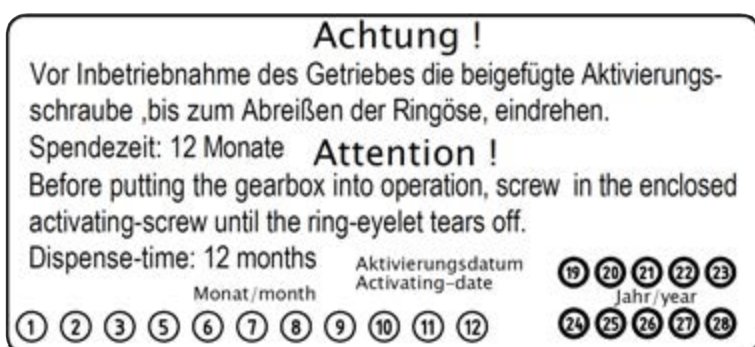 Achtung !
Vor Inbetriebnahme des Getriebes die beigefügte Aktivierungs-
schraube ,bis zum Abreißen der Ringöse, eindrehen.
Spendezeit: 12 Monate
Attention !
Before putting the gearbox into operation, screw in the enclosed
activating-screw until the ring-eyelet tears off.
Dispense-time: 12 months
Aktivierungsdatum
Activating-date
Monat/month
1 2 3 5 6 7 8 9 10 11 12
19 20 21 22 23
Jahr/year
24 25 26 27 28